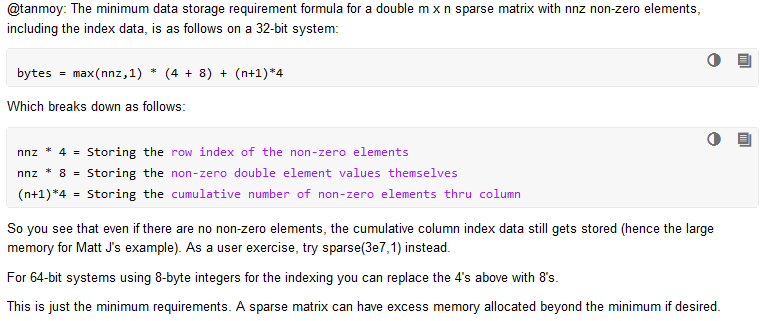 @tanmoy: The minimum data storage requirement formula for a double m x n sparse matrix with nnz non-zero elements,
including the index data, is as follows on a 32-bit system:
bytes = max(nnz,1) * (4 + 8) + (n+1)*4
Which breaks down as follows:
nnz * 4 = Storing the row index of the non-zero elements
nnz * 8 = Storing the non-zero double element values themselves
(n+1)*4 = Storing the cumulative number of non-zero elements thru column
So you see that even if there are no non-zero elements, the cumulative column index data still gets stored (hence the large
memory for Matt J's example). As a user exercise, try sparse(3e7,1) instead.
For 64-bit systems using 8-byte integers for the indexing you can replace the 4's above with 8's.
This is just the minimum requirements. A sparse matrix can have excess memory allocated beyond the minimum if desired.